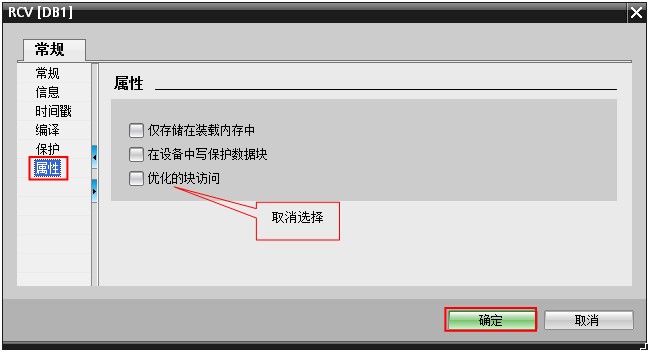 RCV [DB1]
常规
常规
信息
时间戳
编译
保护
属性
属性
仅存储在装载内存中
在设备中写保护数据块
优化的块访问
取消选择
确定
取消